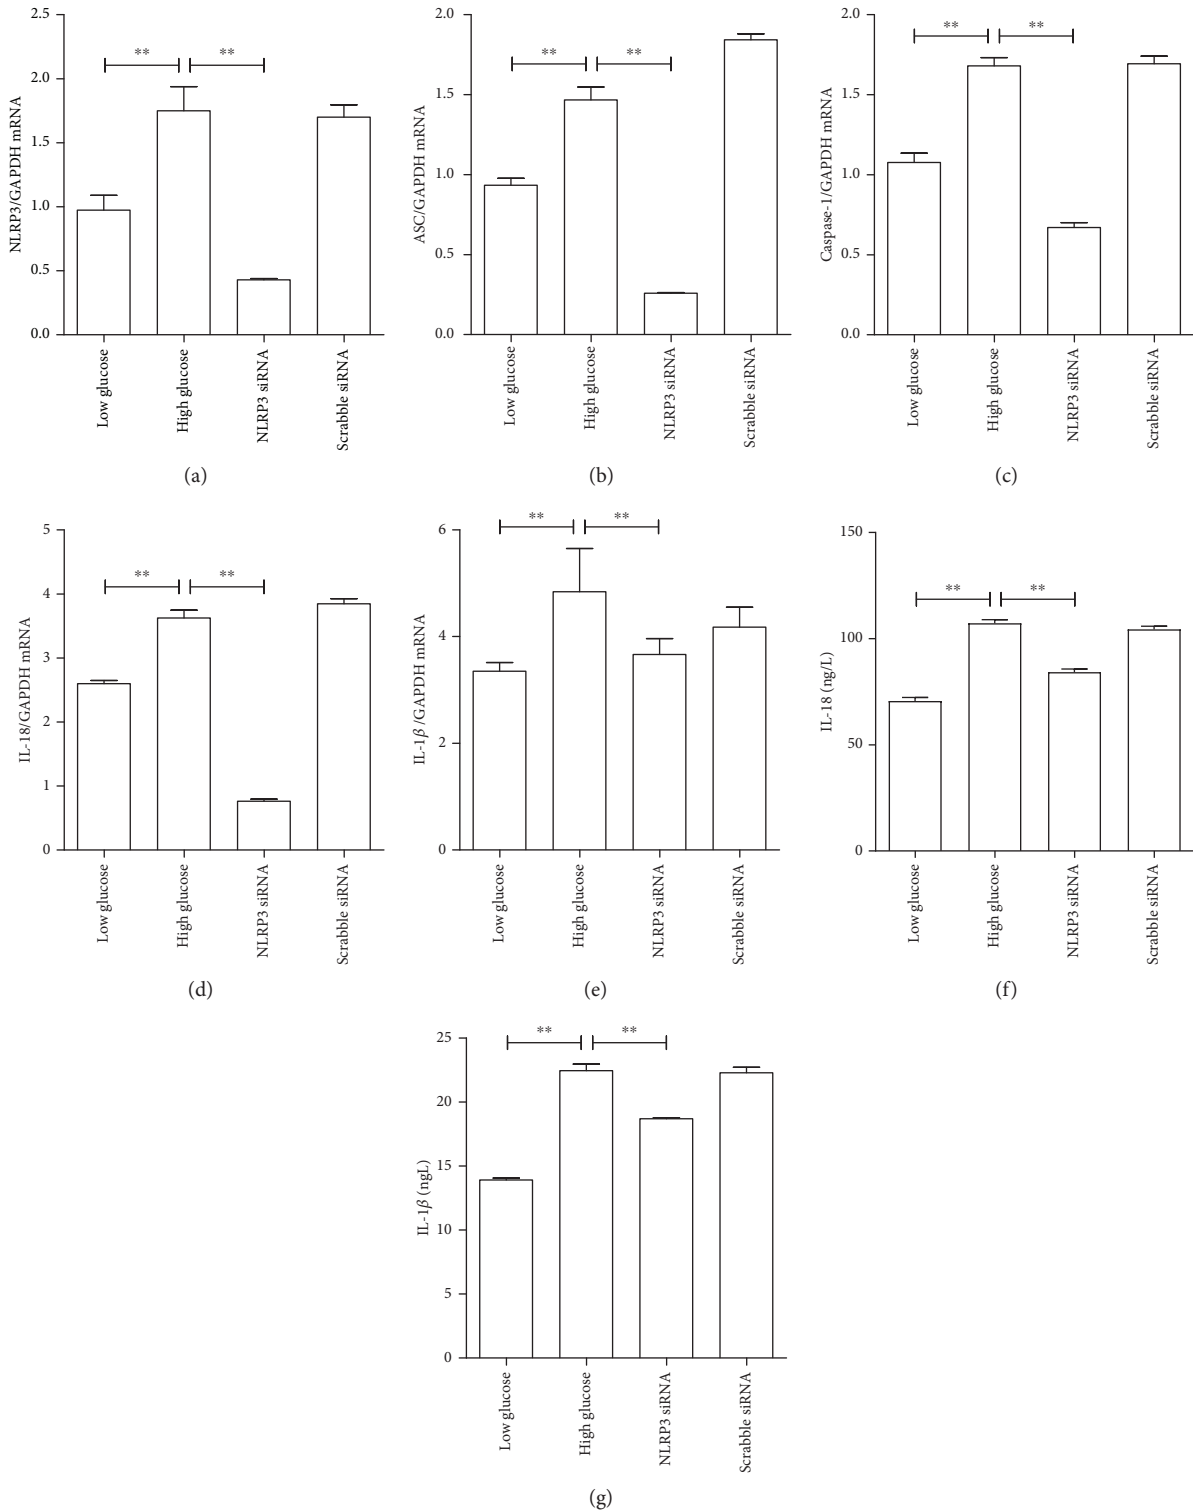 NLRP3/GAPDH mRNA
2.5
2.0
1.5
1.0
0.5
0.0
** **
Low glucose
High glucose
NLRP3 siRNA
Scrabble siRNA
(a)
ASC/GAPDH mRNA
2.0
1.5
1.0
0.5
0.0
** **
Low glucose
High glucose
NLRP3 siRNA
Scrabble siRNA
(b)
Caspase-1/GAPDH mRNA
2.0
1.5
1.0
0.5
0.0
** **
Low glucose
High glucose
NLRP3 siRNA
Scrabble siRNA
(c)
IL-18/GAPDH mRNA
5
4
3
2
1
0
** **
Low glucose
High glucose
NLRP3 siRNA
Scrabble siRNA
(d)
IL-1β/GAPDH mRNA
6
4
2
0
** **
Low glucose
High glucose
NLRP3 siRNA
Scrabble siRNA
(e)
IL-18 (ng/L)
150
100
50
0
** **
Low glucose
High glucose
NLRP3 siRNA
Scrabble siRNA
(f)
IL-1β (ngL)
25
20
15
10
5
0
** **
Low glucose
High glucose
NLRP3 siRNA
Scrabble siRNA
(g)